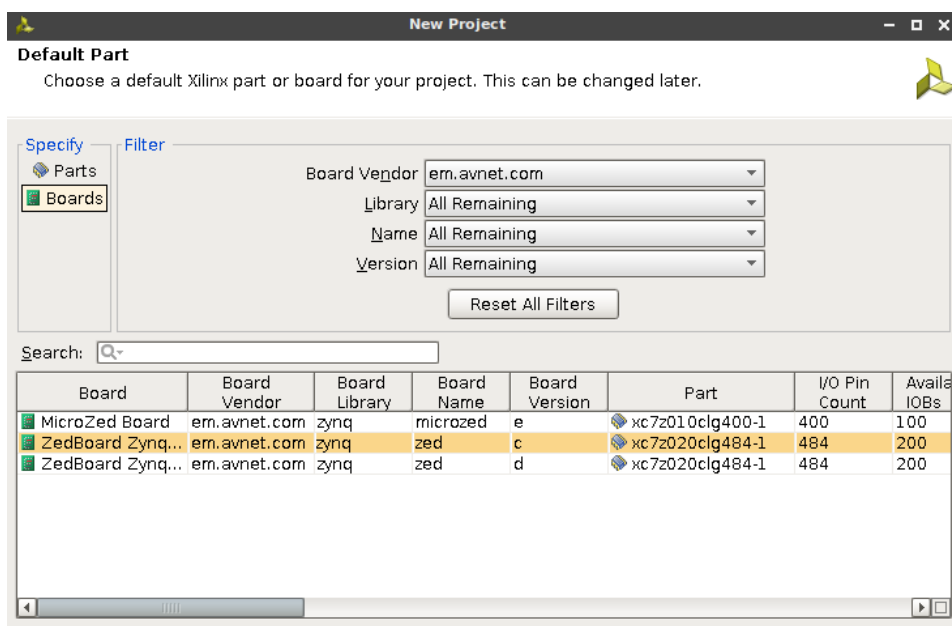 New Project
Default Part
Choose a default Xilinx part or board for your project. This can be changed later.
Specify
Filter
Parts
Boards
Board Vendor em.avnet.com
Library All Remaining
Name All Remaining
Version All Remaining
Reset All Filters
Search:
Board Board Vendor Board Library Board Name Board Version Part I/O Pin Count Availa IOBs
MicroZed Board em.avnet.com zynq microzed e xc7z010clg400-1 400 100
ZedBoard Zynq... em.avnet.com zynq zed c xc7z020clg484-1 484 200
ZedBoard Zynq... em.avnet.com zynq zed d xc7z020clg484-1 484 200